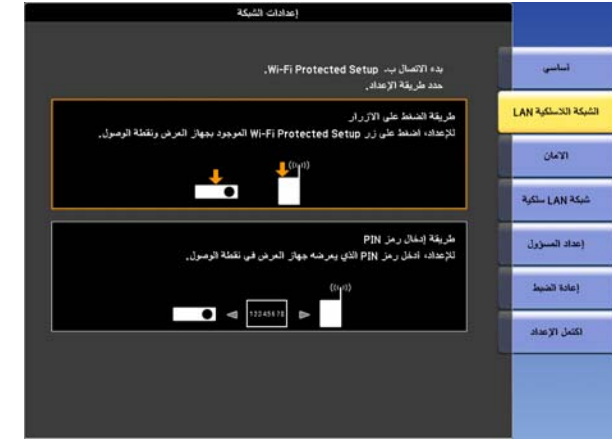 إعدادات الشبكة
بدء الاتصال بـ Wi-Fi Protected Setup.
حدد طريقة الإعداد.
طريقة الضغط على الازرار
للإعداد، اضغط على زر Wi-Fi Protected Setup الموجود بجهاز العرض ونقطة الوصول.
طريقة إدخال رمز PIN
للإعداد، ادخل رمز PIN الذي يعرضه جهاز العرض في نقطة الوصول.
12345678
أساسي
الشبكة اللاسلكية LAN
الأمان
شبكة LAN سلكية
إعداد المسؤول
إعادة الضبط
اكتمل الإعداد